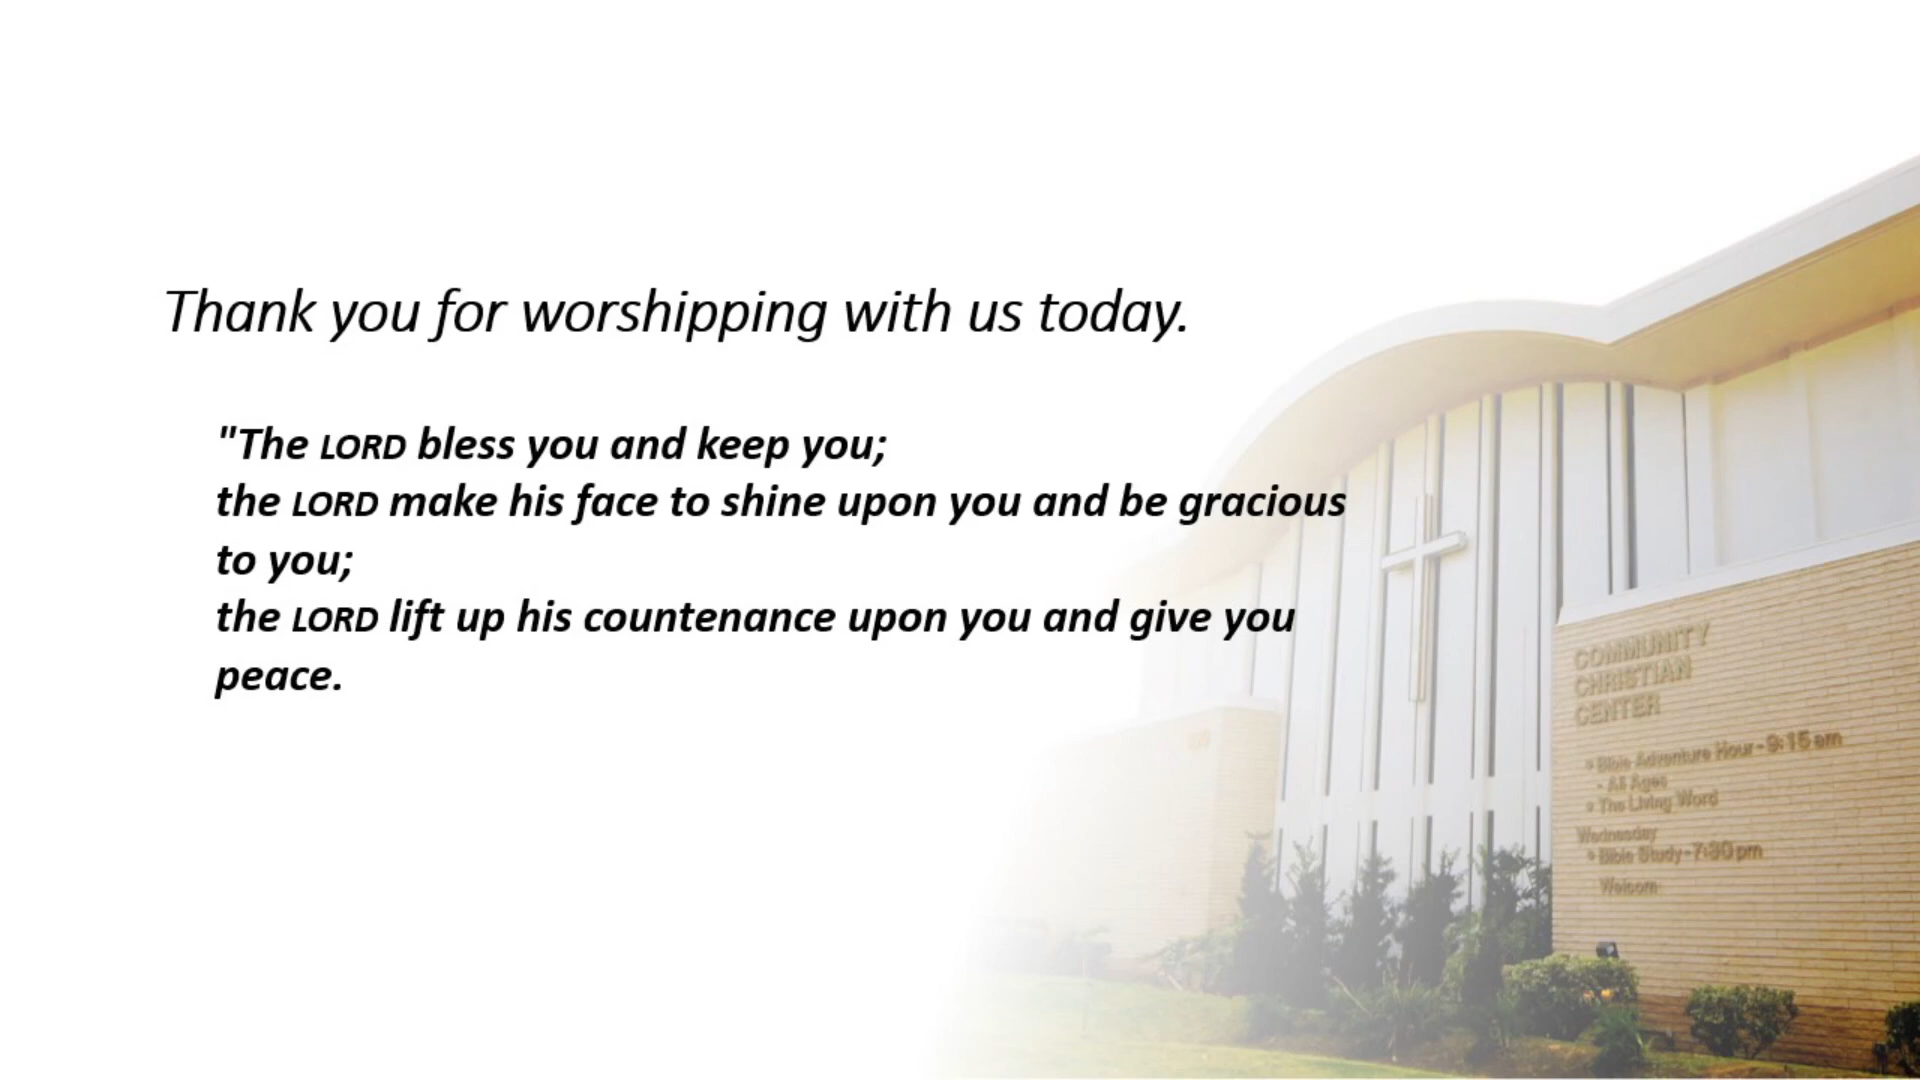 Thank you for worshipping with us today.
"The LORD bless you and keep you;
the LORD make his face to shine upon you and be gracious
to you;
the LORD lift up his countenance upon you and give you
peace.
COMMUNITY
CHRISTIAN
CENTER
• Bible Adventure Hour - 9:15 am
- All Ages
• The Living Word
Wednesday
• Bible Study - 7:30 pm